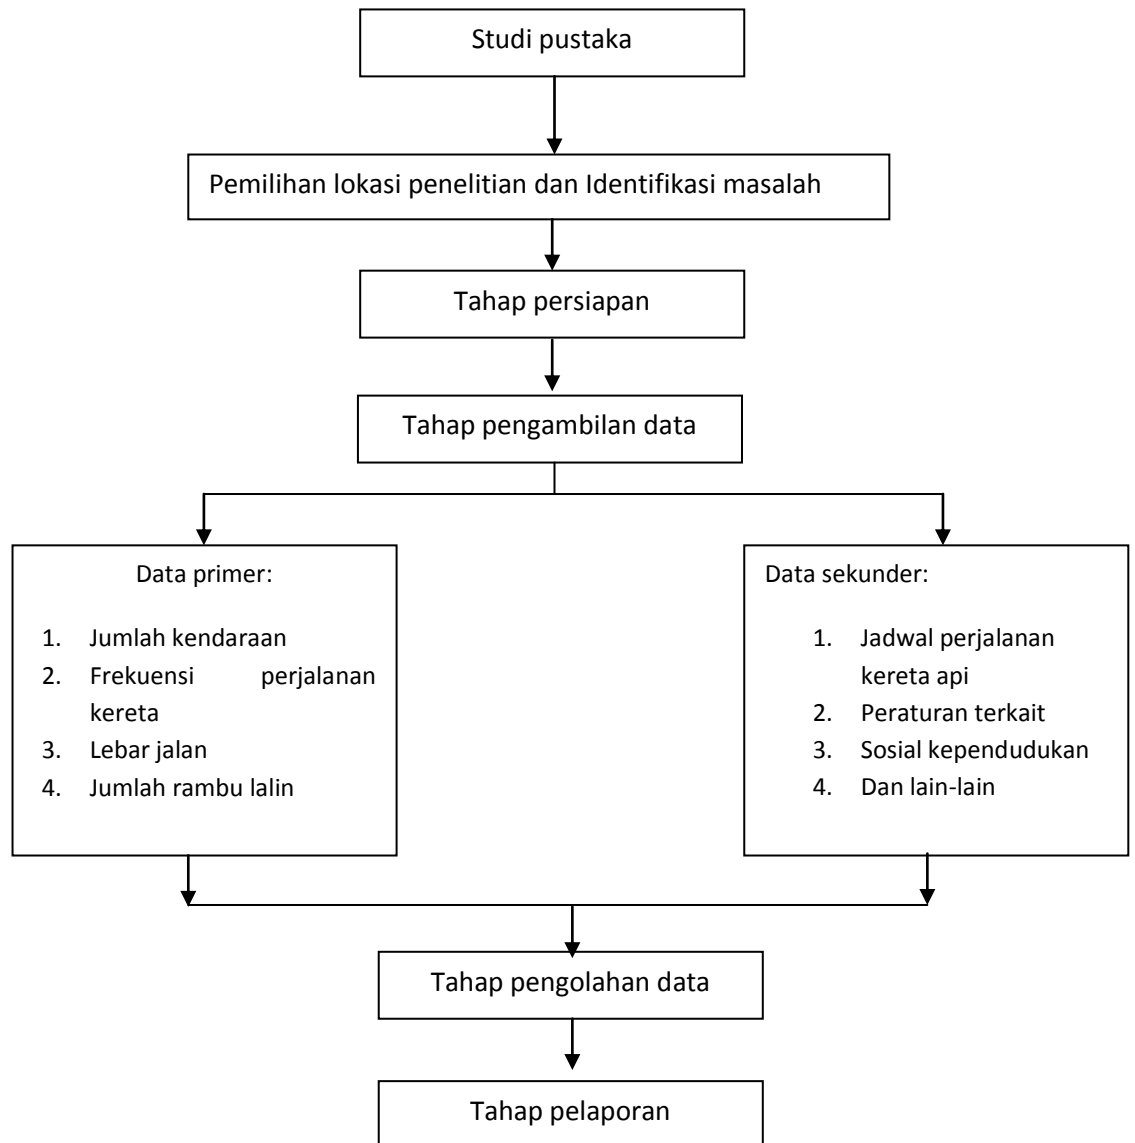 Studi pustaka
Pemilihan lokasi penelitian dan Identifikasi masalah
Tahap persiapan
Tahap pengambilan data
Data primer:
1. Jumlah kendaraan
2. Frekuensi perjalanan
kereta
3. Lebar jalan
4. Jumlah rambu lalin
Data sekunder:
1. Jadwal perjalanan
kereta api
2. Peraturan terkait
3. Sosial kependudukan
4. Dan lain-lain
Tahap pengolahan data
Tahap pelaporan